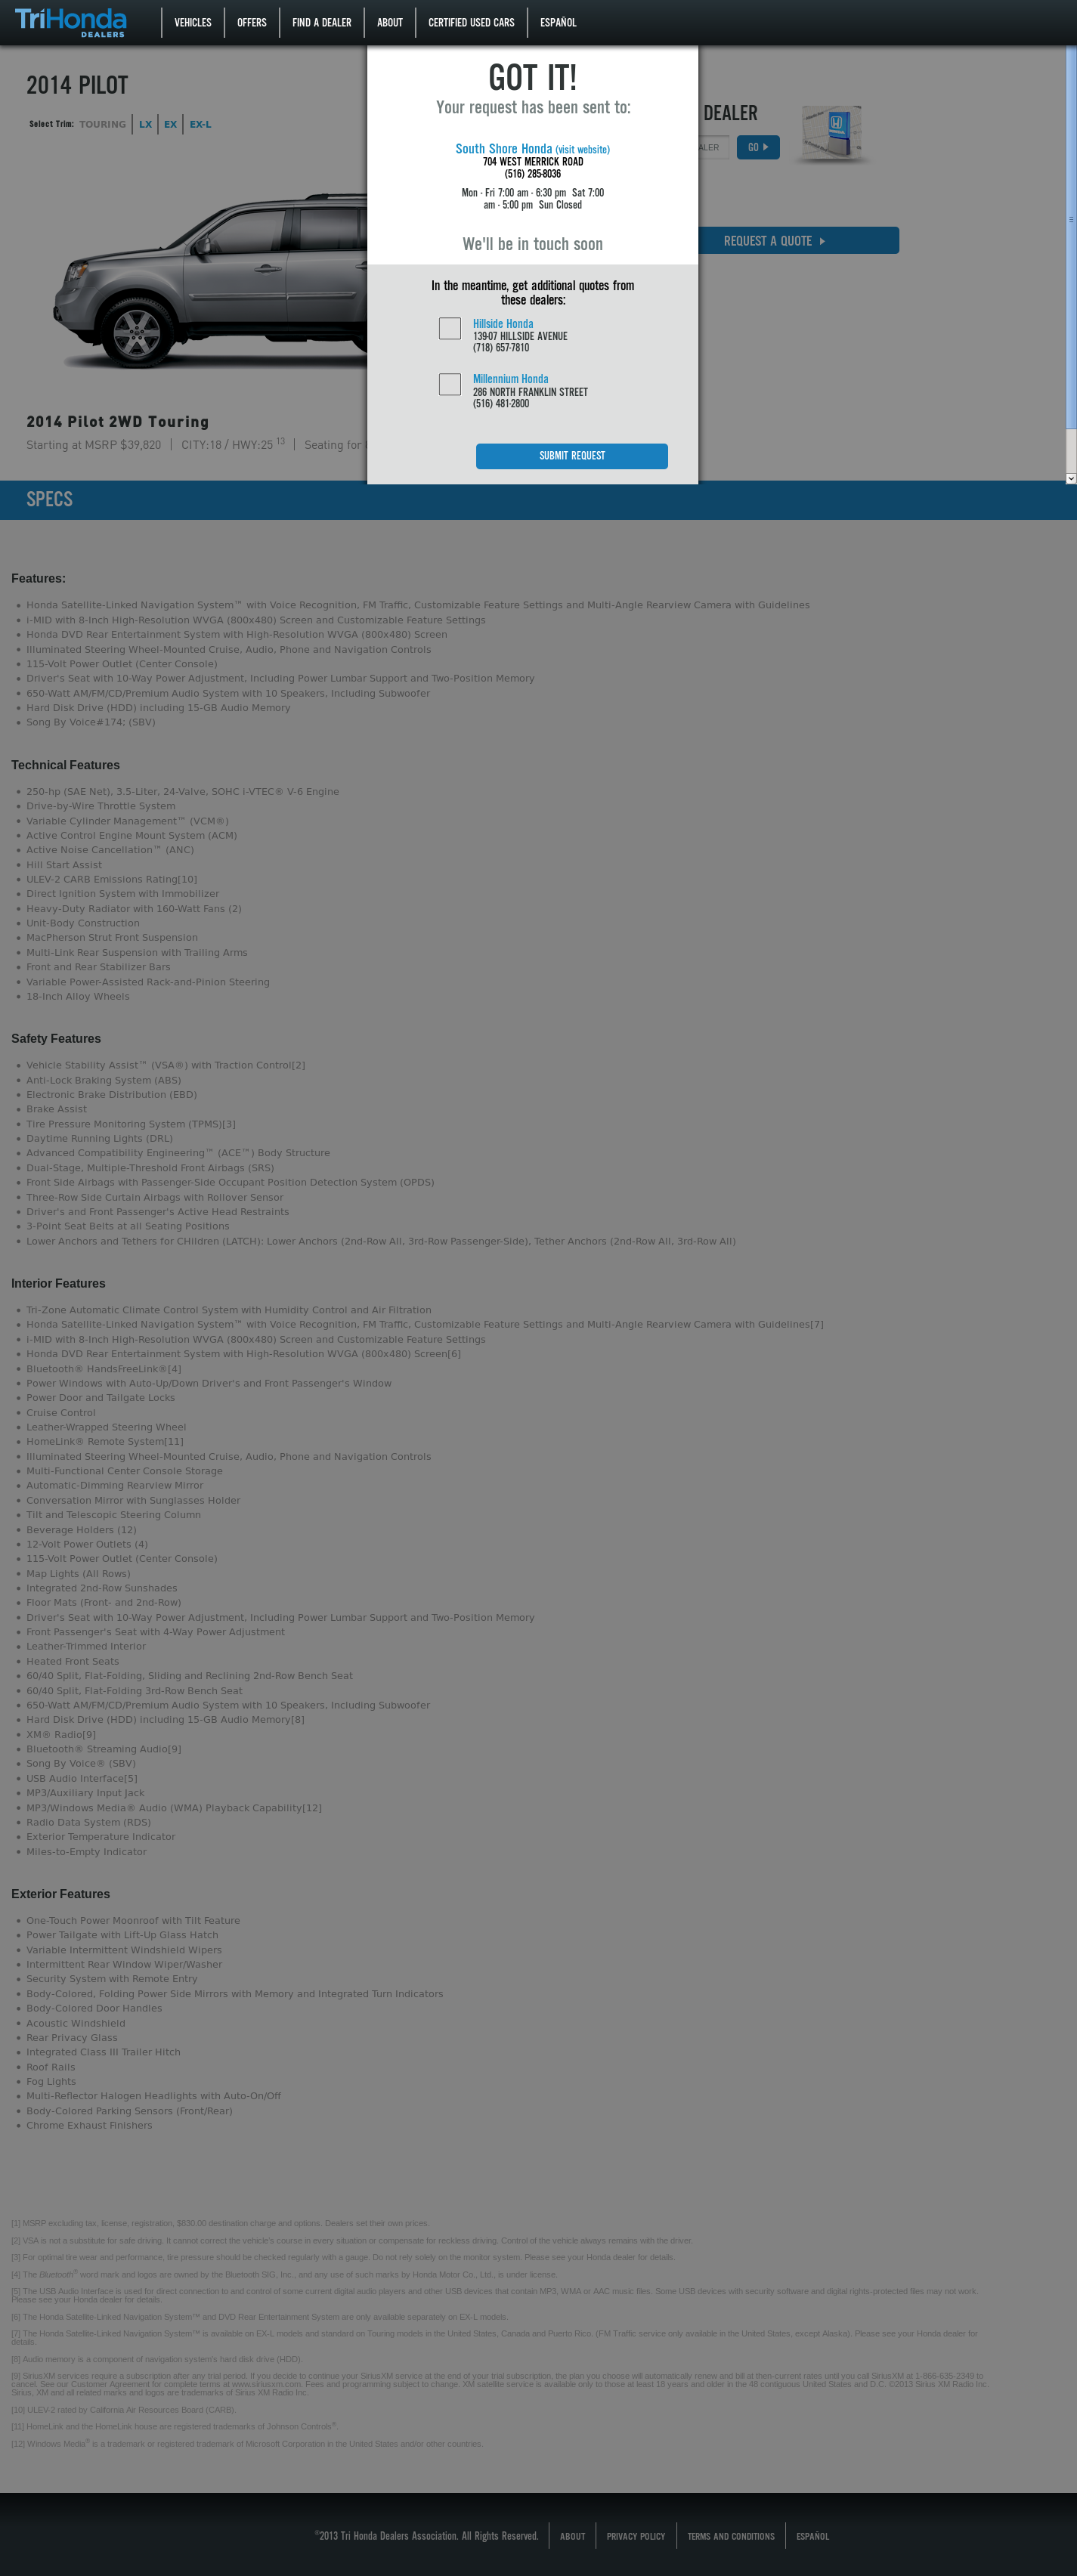 TriHonda
DEALERS
VEHICLES
OFFERS
FIND A DEALER
ABOUT
CERTIFIED USED CARS
ESPAÑOL
2014 PILOT
Select Trim: TOURING LX EX EX-L
DEALER
GO
REQUEST A QUOTE
GOT IT!
Your request has been sent to:
South Shore Honda (visit website)
704 WEST MERRICK ROAD
(516) 285-8036
Mon - Fri 7:00 am - 6:30 pm Sat 7:00
am - 5:00 pm Sun Closed
We'll be in touch soon
In the meantime, get additional quotes from
these dealers:
Hillside Honda
139-07 HILLSIDE AVENUE
(718) 657-7810
Millennium Honda
286 NORTH FRANKLIN STREET
(516) 481-2800
SUBMIT REQUEST
2014 Pilot 2WD Touring
Starting at MSRP $39,820 CITY:18 / HWY:25 13 Seating for
SPECS
Features:
Honda Satellite-Linked Navigation System™ with Voice Recognition, FM Traffic, Customizable Feature Settings and Multi-Angle Rearview Camera with Guidelines
i-MID with 8-Inch High-Resolution WVGA (800x480) Screen and Customizable Feature Settings
Honda DVD Rear Entertainment System with High-Resolution WVGA (800x480) Screen
Illuminated Steering Wheel-Mounted Cruise, Audio, Phone and Navigation Controls
115-Volt Power Outlet (Center Console)
Driver's Seat with 10-Way Power Adjustment, Including Power Lumbar Support and Two-Position Memory
650-Watt AM/FM/CD/Premium Audio System with 10 Speakers, Including Subwoofer
Hard Disk Drive (HDD) including 15-GB Audio Memory
Song By Voice#174; (SBV)
Technical Features
250-hp (SAE Net), 3.5-Liter, 24-Valve, SOHC i-VTEC® V-6 Engine
Drive-by-Wire Throttle System
Variable Cylinder Management™ (VCM®)
Active Control Engine Mount System (ACM)
Active Noise Cancellation™ (ANC)
Hill Start Assist
ULEV-2 CARB Emissions Rating[10]
Direct Ignition System with Immobilizer
Heavy-Duty Radiator with 160-Watt Fans (2)
Unit-Body Construction
MacPherson Strut Front Suspension
Multi-Link Rear Suspension with Trailing Arms
Front and Rear Stabilizer Bars
Variable Power-Assisted Rack-and-Pinion Steering
18-Inch Alloy Wheels
Safety Features
Vehicle Stability Assist™ (VSA®) with Traction Control[2]
Anti-Lock Braking System (ABS)
Electronic Brake Distribution (EBD)
Brake Assist
Tire Pressure Monitoring System (TPMS)[3]
Daytime Running Lights (DRL)
Advanced Compatibility Engineering™ (ACE™) Body Structure
Dual-Stage, Multiple-Threshold Front Airbags (SRS)
Front Side Airbags with Passenger-Side Occupant Position Detection System (OPDS)
Three-Row Side Curtain Airbags with Rollover Sensor
Driver's and Front Passenger's Active Head Restraints
3-Point Seat Belts at all Seating Positions
Lower Anchors and Tethers for CHildren (LATCH): Lower Anchors (2nd-Row All, 3rd-Row Passenger-Side), Tether Anchors (2nd-Row All, 3rd-Row All)
Interior Features
Tri-Zone Automatic Climate Control System with Humidity Control and Air Filtration
Honda Satellite-Linked Navigation System™ with Voice Recognition, FM Traffic, Customizable Feature Settings and Multi-Angle Rearview Camera with Guidelines[7]
i-MID with 8-Inch High-Resolution WVGA (800x480) Screen and Customizable Feature Settings
Honda DVD Rear Entertainment System with High-Resolution WVGA (800x480) Screen[6]
Bluetooth® HandsFreeLink®[4]
Power Windows with Auto-Up/Down Driver's and Front Passenger's Window
Power Door and Tailgate Locks
Cruise Control
Leather-Wrapped Steering Wheel
HomeLink® Remote System[11]
Illuminated Steering Wheel-Mounted Cruise, Audio, Phone and Navigation Controls
Multi-Functional Center Console Storage
Automatic-Dimming Rearview Mirror
Conversation Mirror with Sunglasses Holder
Tilt and Telescopic Steering Column
Beverage Holders (12)
12-Volt Power Outlets (4)
115-Volt Power Outlet (Center Console)
Map Lights (All Rows)
Integrated 2nd-Row Sunshades
Floor Mats (Front- and 2nd-Row)
Driver's Seat with 10-Way Power Adjustment, Including Power Lumbar Support and Two-Position Memory
Front Passenger's Seat with 4-Way Power Adjustment
Leather-Trimmed Interior
Heated Front Seats
60/40 Split, Flat-Folding, Sliding and Reclining 2nd-Row Bench Seat
60/40 Split, Flat-Folding 3rd-Row Bench Seat
650-Watt AM/FM/CD/Premium Audio System with 10 Speakers, Including Subwoofer
Hard Disk Drive (HDD) including 15-GB Audio Memory[8]
XM® Radio[9]
Bluetooth® Streaming Audio[9]
Song By Voice® (SBV)
USB Audio Interface[5]
MP3/Auxiliary Input Jack
MP3/Windows Media® Audio (WMA) Playback Capability[12]
Radio Data System (RDS)
Exterior Temperature Indicator
Miles-to-Empty Indicator
Exterior Features
One-Touch Power Moonroof with Tilt Feature
Power Tailgate with Lift-Up Glass Hatch
Variable Intermittent Windshield Wipers
Intermittent Rear Window Wiper/Washer
Security System with Remote Entry
Body-Colored, Folding Power Side Mirrors with Memory and Integrated Turn Indicators
Body-Colored Door Handles
Acoustic Windshield
Rear Privacy Glass
Integrated Class III Trailer Hitch
Roof Rails
Fog Lights
Multi-Reflector Halogen Headlights with Auto-On/Off
Body-Colored Parking Sensors (Front/Rear)
Chrome Exhaust Finishers
[1] MSRP excluding tax, license, registration, $830.00 destination charge and options. Dealers set their own prices.
[2] VSA is not a substitute for safe driving. It cannot correct the vehicle's course in every situation or compensate for reckless driving. Control of the vehicle always remains with the driver.
[3] For optimal tire wear and performance, tire pressure should be checked regularly with a gauge. Do not rely solely on the monitor system. Please see your Honda dealer for details.
[4] The Bluetooth® word mark and logos are owned by the Bluetooth SIG, Inc., and any use of such marks by Honda Motor Co., Ltd., is under license.
[5] The USB Audio Interface is used for direct connection to and control of some current digital audio players and other USB devices that contain MP3, WMA or AAC music files. Some USB devices with security software and digital rights-protected files may not work.
Please see your Honda dealer for details.
[6] The Honda Satellite-Linked Navigation System™ and DVD Rear Entertainment System are only available separately on EX-L models.
[7] The Honda Satellite-Linked Navigation System™ is available on EX-L models and standard on Touring models in the United States, Canada and Puerto Rico. (FM Traffic service only available in the United States, except Alaska). Please see your Honda dealer for
details.
[8] Audio memory is a component of navigation system's hard disk drive (HDD).
[9] SiriusXM services require a subscription after any trial period. If you decide to continue your SiriusXM service at the end of your trial subscription, the plan you choose will automatically renew and bill at then-current rates until you call SiriusXM at 1-866-635-2349 to
cancel. See our Customer Agreement for complete terms at www.siriusxm.com. Fees and programming subject to change. XM satellite service is available only to those at least 18 years and older in the 48 contiguous United States and D.C. ©2013 Sirius XM Radio Inc.
Sirius, XM and all related marks and logos are trademarks of Sirius XM Radio Inc.
[10] ULEV-2 rated by California Air Resources Board (CARB).
[11] HomeLink and the HomeLink house are registered trademarks of Johnson Controls®.
[12] Windows Media® is a trademark or registered trademark of Microsoft Corporation in the United States and/or other countries.
®2013 Tri Honda Dealers Association. All Rights Reserved.
ABOUT
PRIVACY POLICY
TERMS AND CONDITIONS
ESPAÑOL